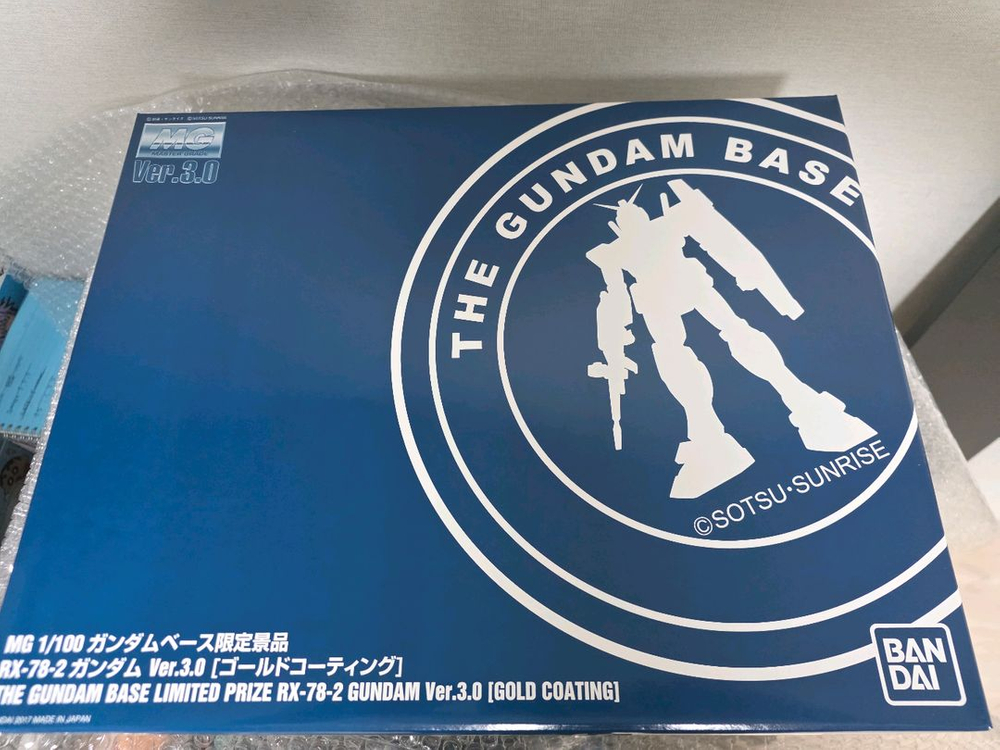 MG
MASTER GRADE
Ver.3.0
THE GUNDAM BASE
©SOTSU・SUNRISE
MG 1/100 ガンダムベース限定景品
RX-78-2 ガンダム Ver.3.0 [ゴールドコーティング]
THE GUNDAM BASE LIMITED PRIZE RX-78-2 GUNDAM Ver.3.0 [GOLD COATING]
2017 MADE IN JAPAN
BAN
DAI